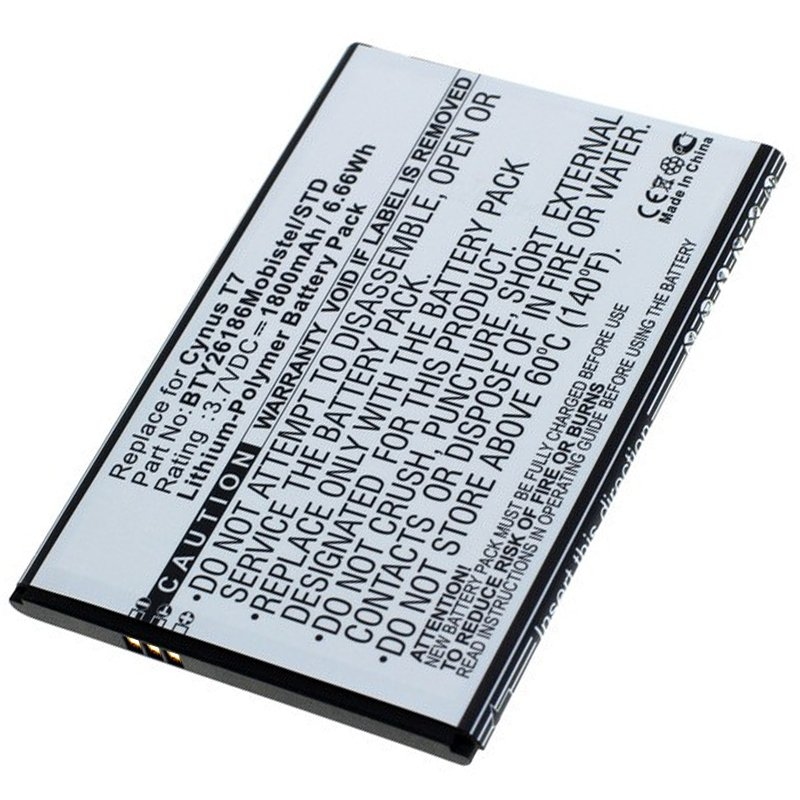 Replace for Cynus T7
Part No:BTY26186Mobistel/STD
Rating :3.7VDC⎓1800mAh/6.66Wh
Lithium-Polymer Battery Pack
CAUTION
WARRANTY VOID IF LABEL IS REMOVED
•DO NOT ATTEMPT TO DISASSEMBLE, OPEN OR
SERVICE THE BATTERY PACK.
•REPLACE ONLY WITH THE BATTERY PACK
DESIGNATED FOR THIS PRODUCT.
•DO NOT CRUSH, PUNCTURE, SHORT EXTERNAL
CONTACTS OR DISPOSE OF IN FIRE OR WATER.
•DO NOT STORE ABOVE 60°C (140°F).
ATTENTION:
NEW BATTERY PACK MUST BE FULLY CHARGED BEFORE USE
TO REDUCE RISK OF FIRE OR BURNS
READ INSTRUCTIONS IN OPERATING GUIDE BEFORE USING THE BATTERY
CE
Made In China
Insert this direction